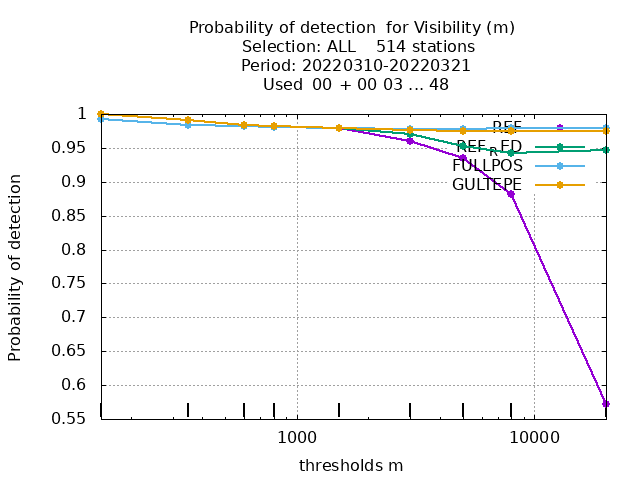 Probability of detection  for Visibility (m)
Selection: ALL    514 stations
Period: 20220310-20220321
Used  00  + 00 03 ... 48
Probability of detection
1
0.95
0.9
0.85
0.8
0.75
0.7
0.65
0.6
0.55
REF
REF_RED
FULLPOS
GULTEPE
1000
10000
thresholds m